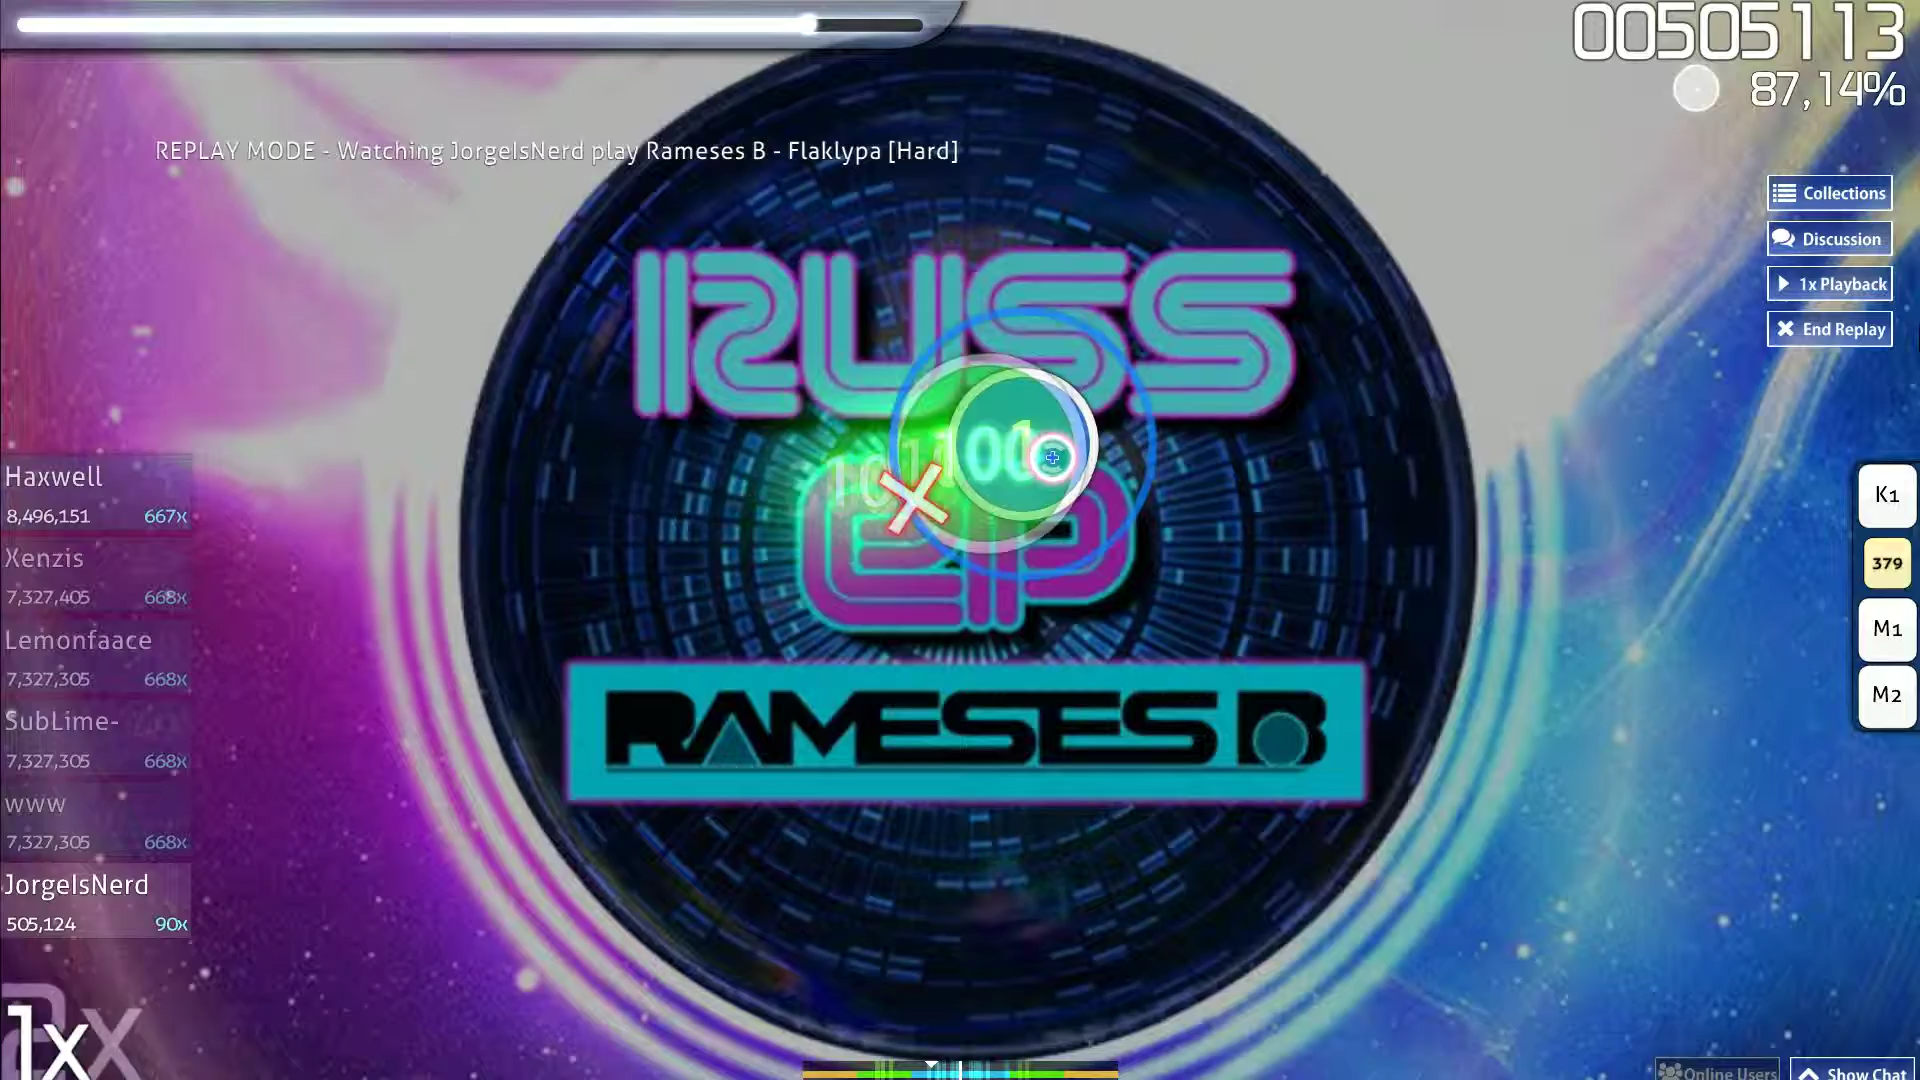 00505113
87,14%
REPLAY MODE - Watching JorgeIsNerd play Rameses B - Flaklypa [Hard]
Collections
Discussion
1x Playback
End Replay
RUSS
EP
100
RAMESES B
Haxwell
8,496,151 667x
Xenzis
7,327,405 668x
Lemonfaace
7,327,305 668x
SubLime-
7,327,305 668x
www
7,327,305 668x
JorgeIsNerd
505,124 90x
K1
379
M1
M2
1x
Online Users
Show Chat